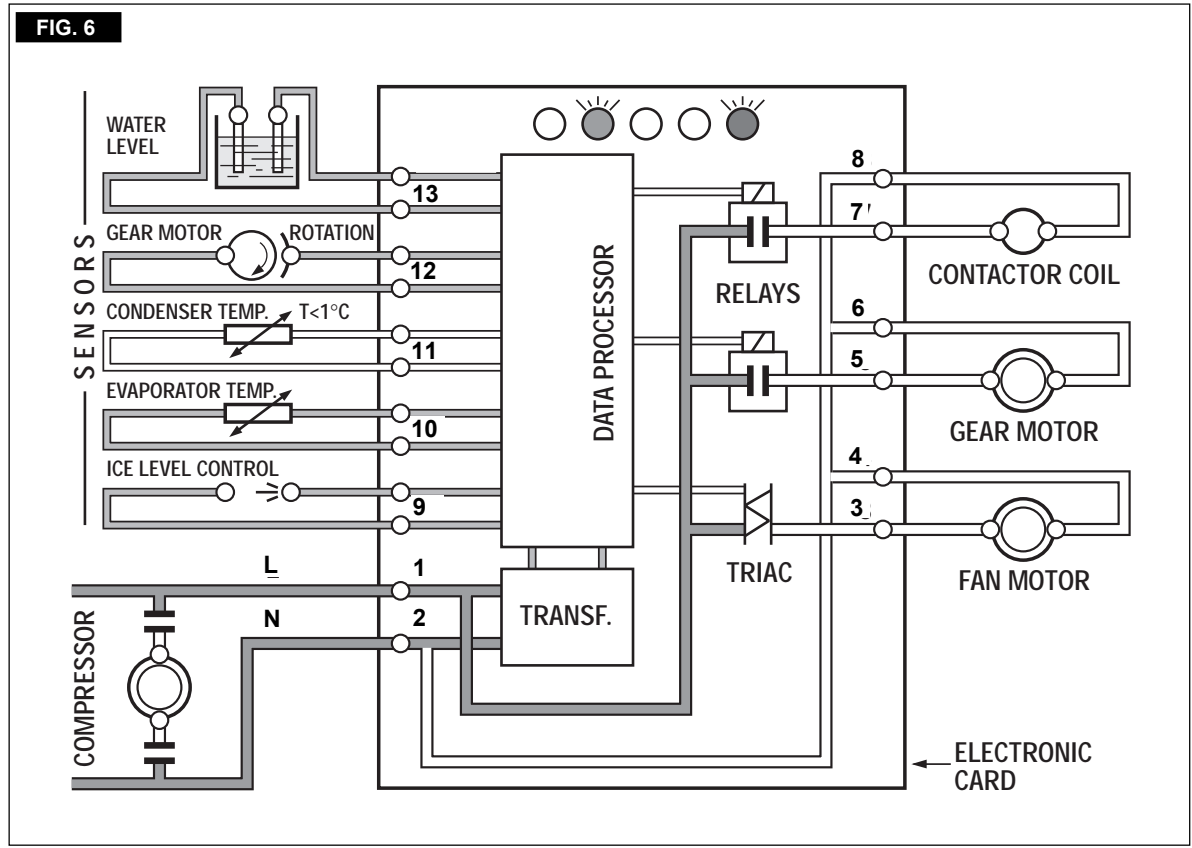 FIG. 6
SENSORS
WATER
LEVEL
13
GEAR MOTOR ROTATION
12
CONDENSER TEMP. T<1°C
11
EVAPORATOR TEMP.
10
ICE LEVEL CONTROL
9
L 1
N 2
COMPRESSOR
DATA PROCESSOR
TRANSF.
RELAYS
TRIAC
8
7
CONTACTOR COIL
6
5
GEAR MOTOR
4
3
FAN MOTOR
ELECTRONIC
CARD